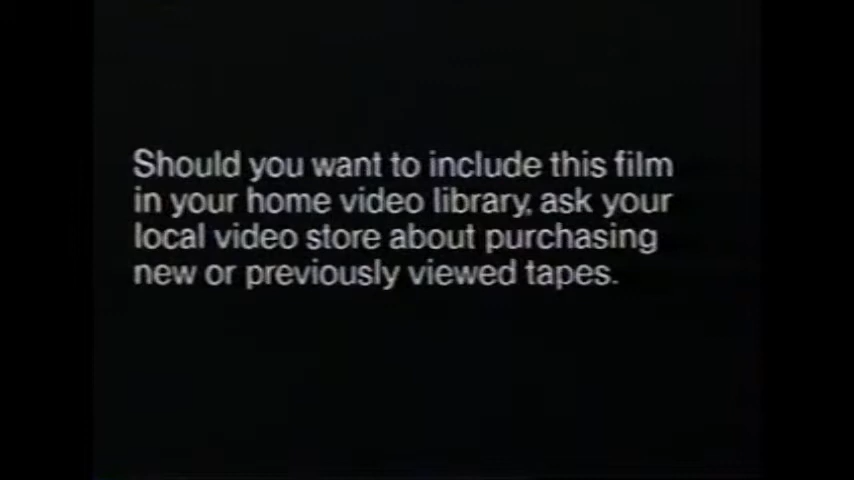 Should you want to include this film
in your home video library, ask your
local video store about purchasing
new or previously viewed tapes.